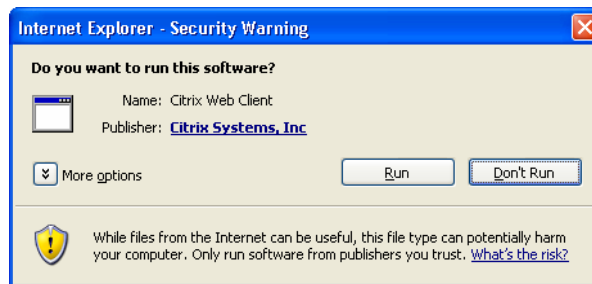 Internet Explorer - Security Warning
Do you want to run this software?
Name: Citrix Web Client
Publisher: Citrix Systems, Inc
More options
Run
Don't Run
While files from the Internet can be useful, this file type can potentially harm
your computer. Only run software from publishers you trust. What's the risk?